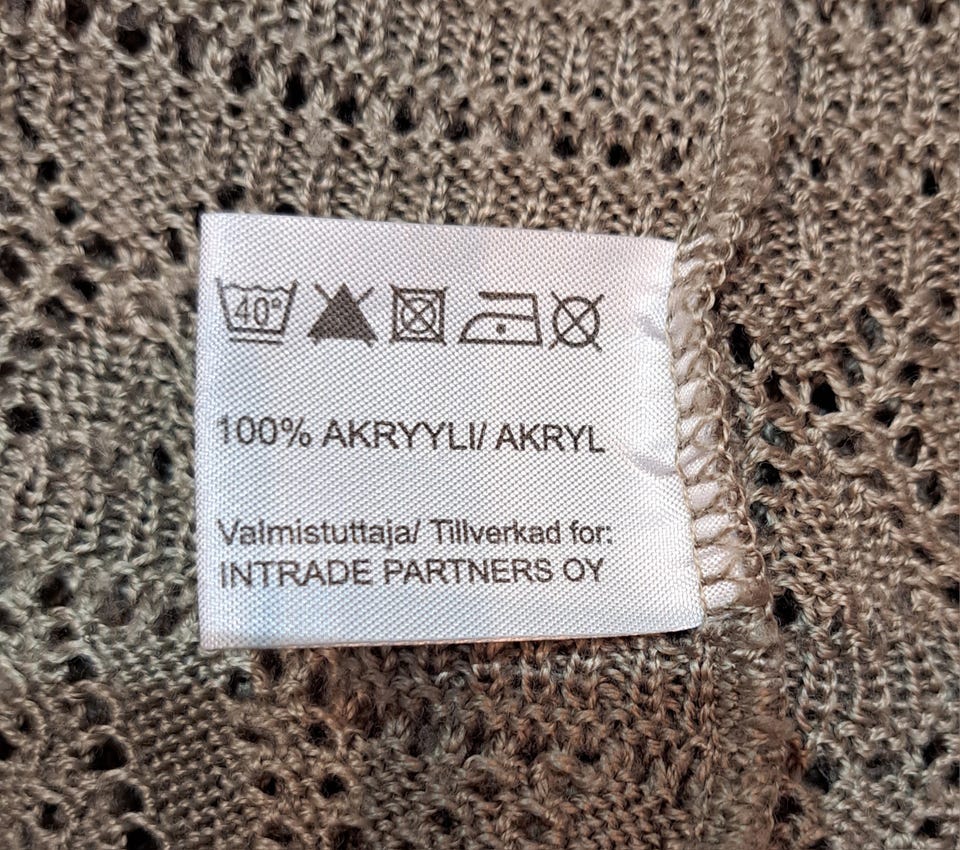 40°
100% AKRYYLI/ AKRYL
Valmistuttaja/ Tillverkad for:
INTRADE PARTNERS OY